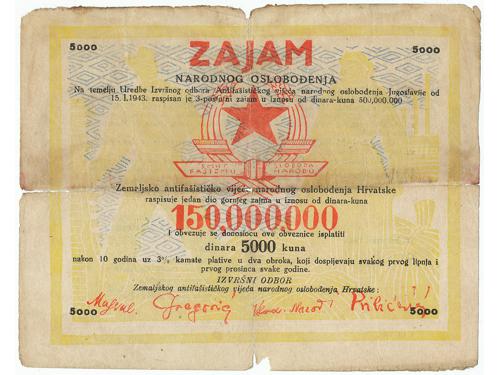 5000 ZAJAM 5000
NARODNOG OSLOBOĐENJA
Na temelju Uredbe Izvršnog odbora Antifašističkog vijeća narodnog oslobođenja Jugoslavije od
15.I.1943. raspisan je 3-postotni zajam u iznosu od dinara-kuna 500,000.000
SMRT FAŠIZMU SLOBODA NARODU
Zemaljsko antifašističko vijeće narodnog oslobođenja Hrvatske
raspisuje jedan dio gornjeg zajma u iznosu od dinara-kuna
150,000.000
i obvezuje se donosiocu ove obveznice isplatiti
dinara 5000 kuna
nakon 10 godina uz 3% kamate plative u dva obroka, koji dospijevaju svakog prvog lipnja i
prvog prosinca svake godine.
IZVRŠNI ODBOR
Zemaljskog antifašističkog vijeća narodnog oslobođenja Hrvatske:
5000 5000